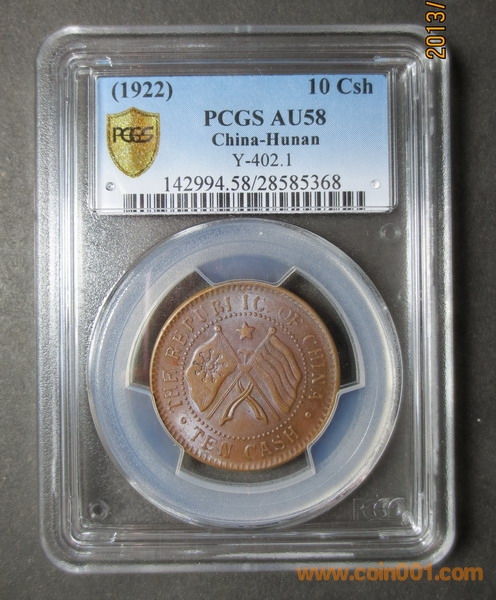 2013/
(1922) 10 Csh
PCGS
PCGS AU58
China-Hunan
Y-402.1
142994.58/28585368
THE REPUBLIC OF CHINA
TEN CASH
PCGS
www.coin001.com